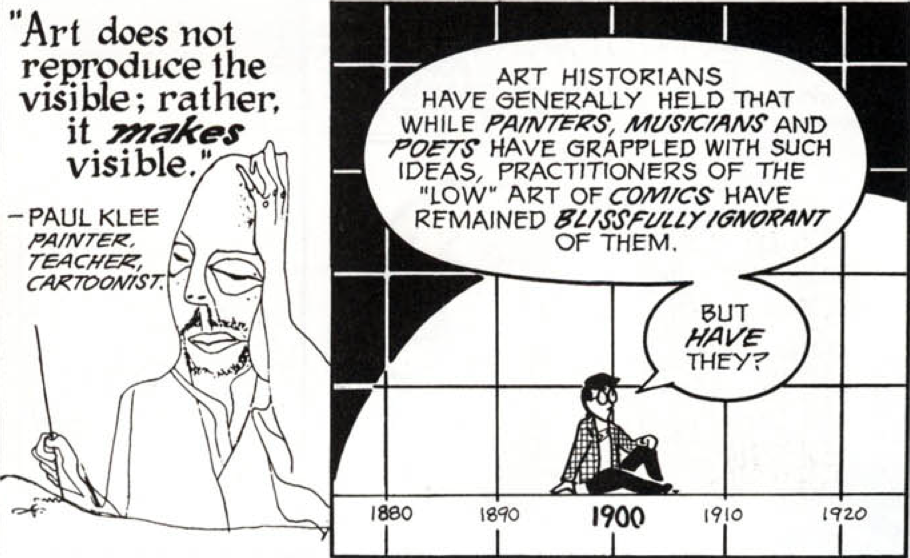 "Art does not
reproduce the
visible; rather,
it makes
visible."
– PAUL KLEE
PAINTER,
TEACHER,
CARTOONIST.
ART HISTORIANS
HAVE GENERALLY HELD THAT
WHILE PAINTERS, MUSICIANS AND
POETS HAVE GRAPPLED WITH SUCH
IDEAS, PRACTITIONERS OF THE
"LOW" ART OF COMICS HAVE
REMAINED BLISSFULLY IGNORANT
OF THEM.
BUT
HAVE
THEY?
1880 1890 1900 1910 1920